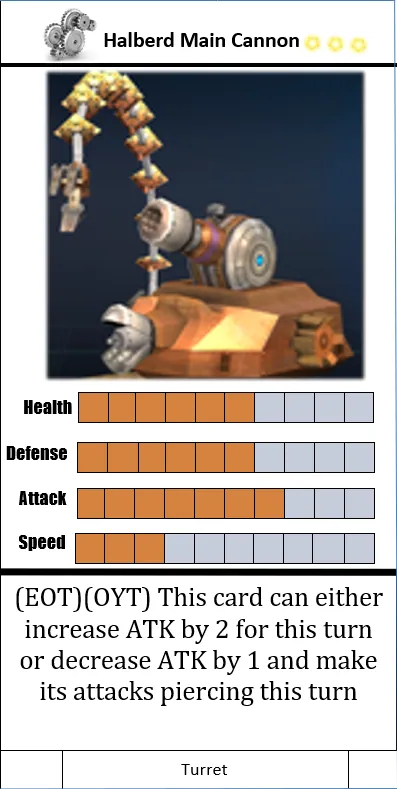 Halberd Main Cannon
Health
Defense
Attack
Speed
(EOT)(OYT) This card can either
increase ATK by 2 for this turn
or decrease ATK by 1 and make
its attacks piercing this turn
Turret